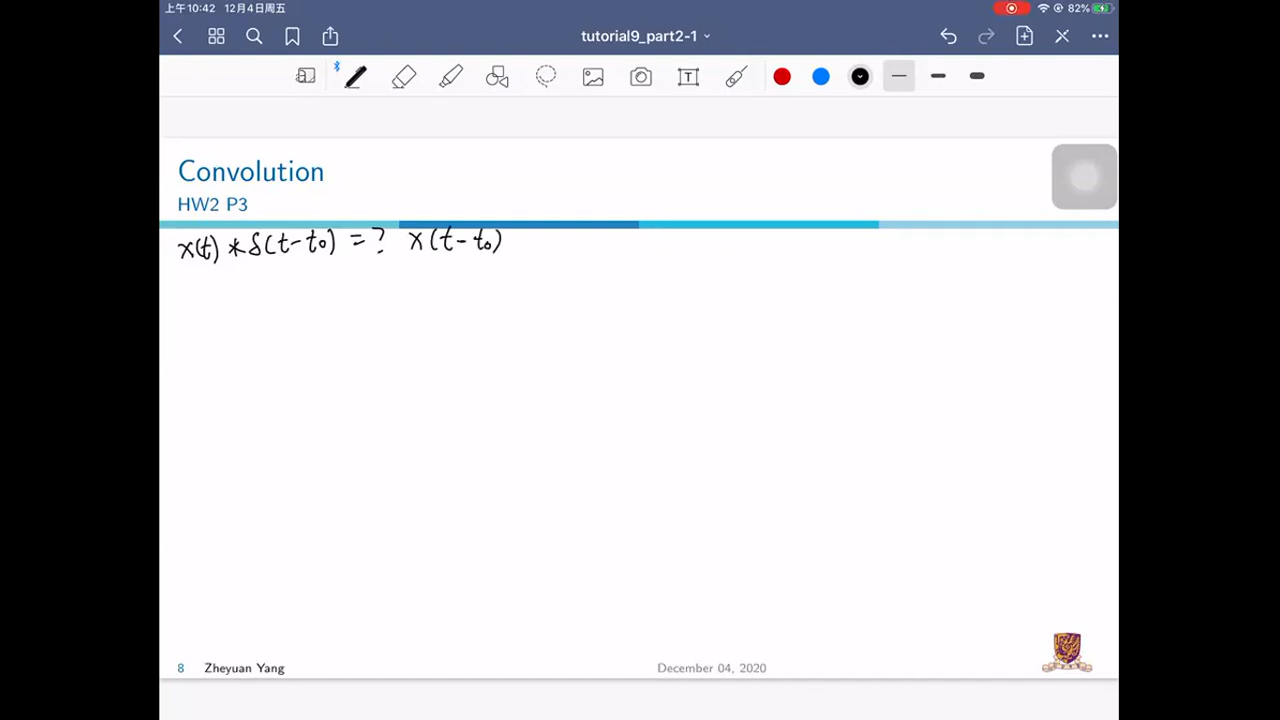 上午10:42 12月4日周五
82%
tutorial9_part2-1
T
Convolution
HW2 P3
x(t) * δ(t-t₀) = ? x(t-t₀)
8 Zheyuan Yang
December 04, 2020